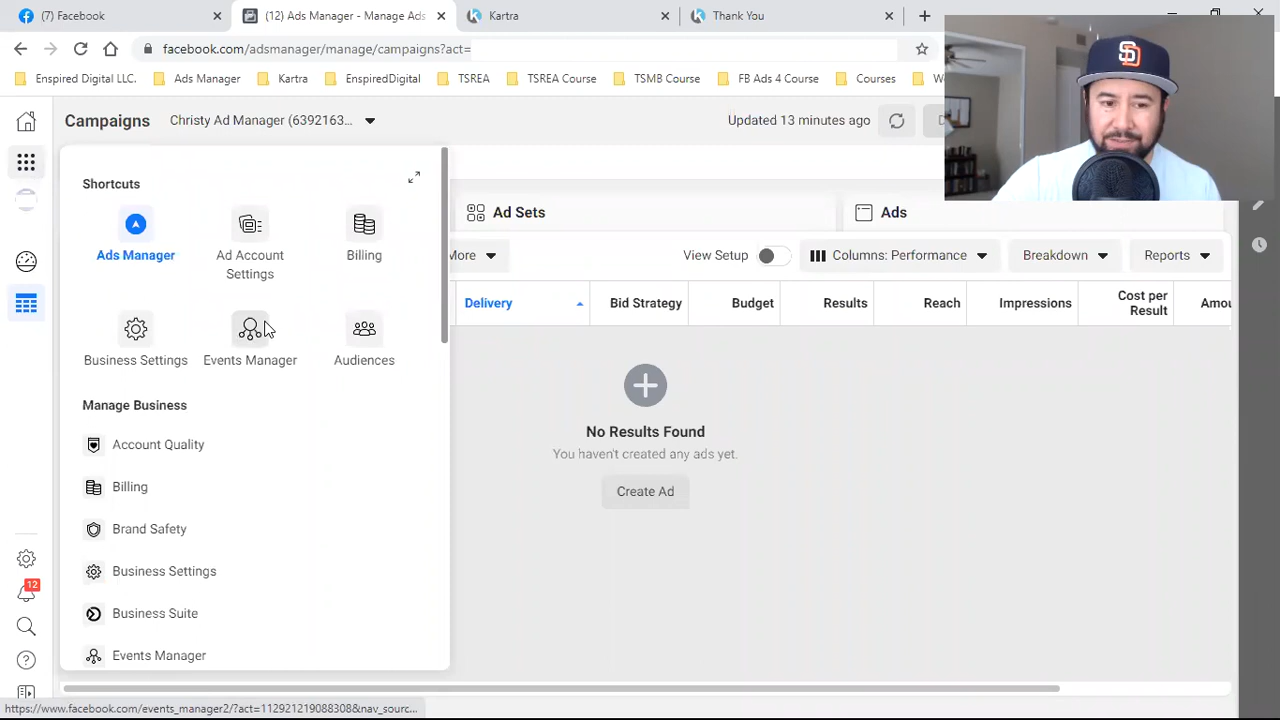 (7) Facebook
(12) Ads Manager - Manage Ads
Kartra
Thank You
facebook.com/adsmanager/manage/campaigns?act=
Enspired Digital LLC.
Ads Manager
Kartra
EnspiredDigital
TSREA
TSREA Course
TSMB Course
FB Ads 4 Course
Courses
SD
Campaigns
Christy Ad Manager (6392163...
Updated 13 minutes ago
Shortcuts
Ads Manager
Ad Account
Settings
Billing
Business Settings
Events Manager
Audiences
Manage Business
Account Quality
Billing
Brand Safety
Business Settings
Business Suite
Events Manager
Ad Sets
Ads
More
View Setup
Columns: Performance
Breakdown
Reports
Delivery
Bid Strategy
Budget
Results
Reach
Impressions
Cost per
Result
Amou
No Results Found
You haven't created any ads yet.
Create Ad
12
https://www.facebook.com/events_manager2/?act=1129212190883088&nav_sourc...